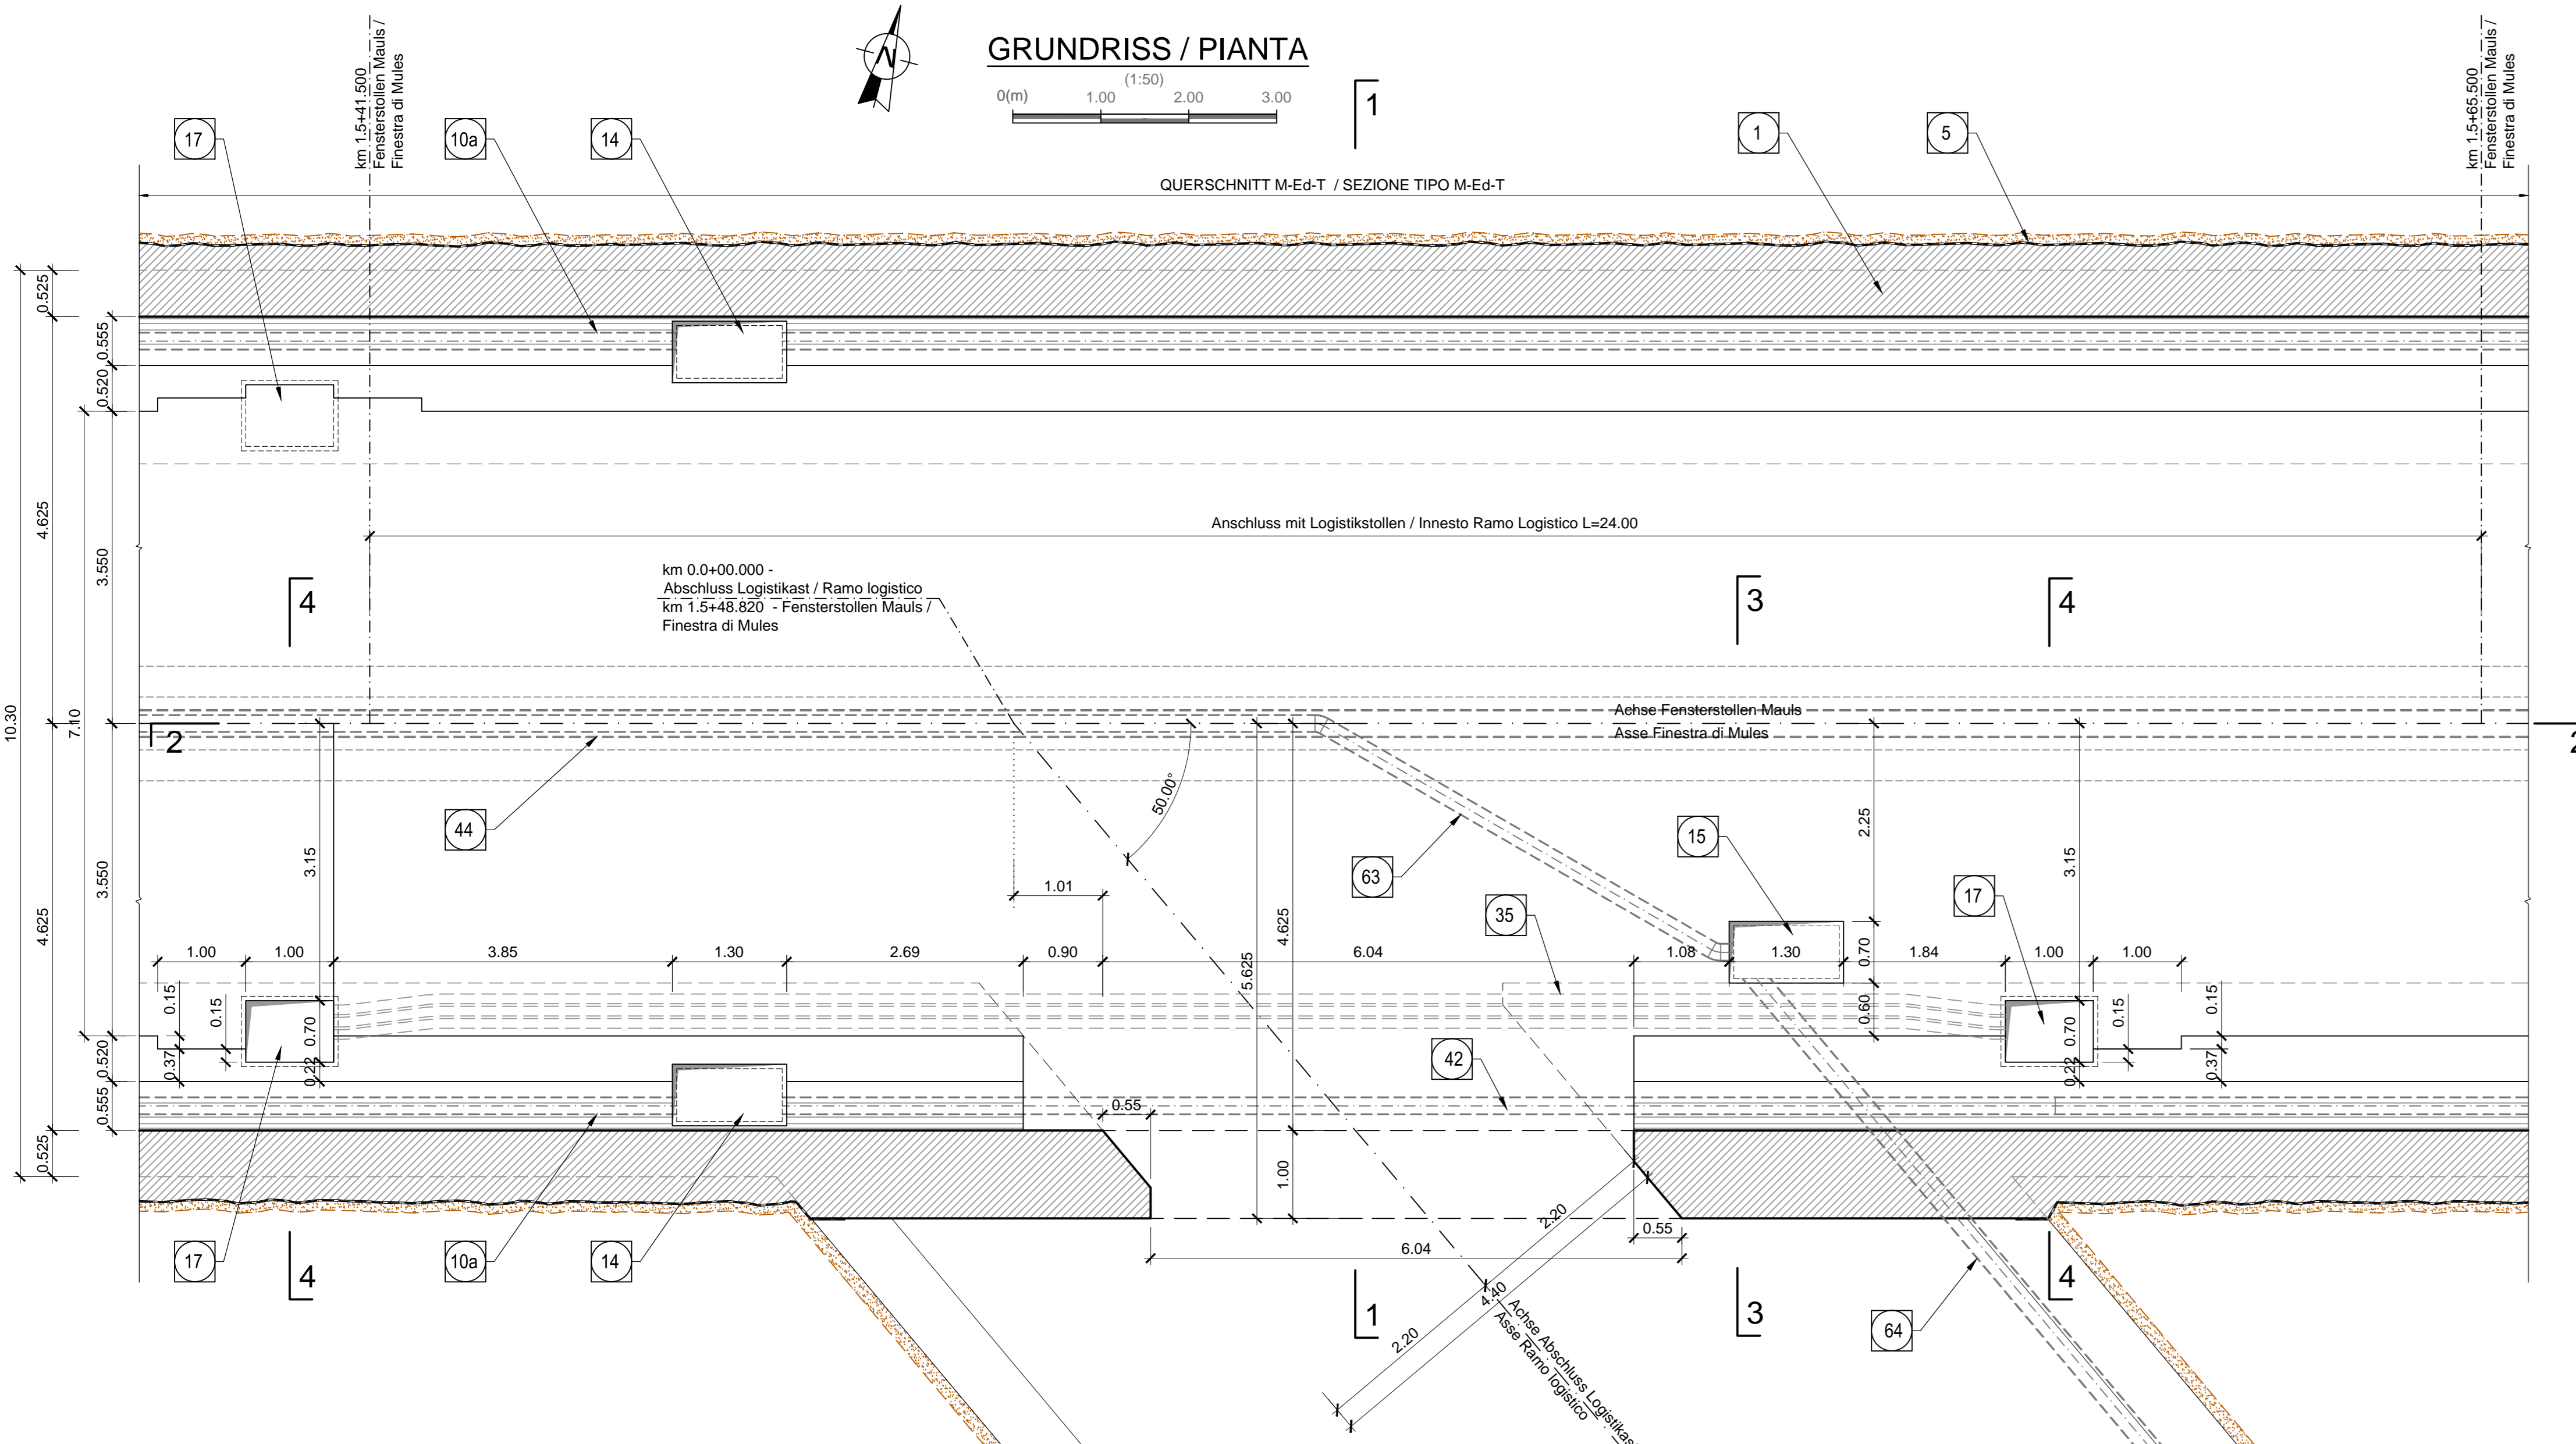 GRUNDRISS / PIANTA
(1:50)
0(m) 1.00 2.00 3.00
N
km 1.5+41.500
Fensterstollen Mauls /
Finestra di Mules
km 1.5+65.500
Fensterstollen Mauls /
Finestra di Mules
1
17
10a
14
1
5
QUERSCHNITT M-Ed-T / SEZIONE TIPO M-Ed-T
0.525
0.555
0.520
4.625
3.550
10.30
7.10
Anschluss mit Logistikstollen / Innesto Ramo Logistico L=24.00
km 0.0+00.000 -
Abschluss Logistikast / Ramo logistico
km 1.5+48.820 - Fensterstollen Mauls /
Finestra di Mules
4
3
4
Achse Fensterstollen Mauls
Asse Finestra di Mules
2
2
44
50.00°
63
15
17
35
42
3.15
1.01
2.25
3.15
4.625
3.550
5.625
4.625
1.00 1.00 3.85 1.30 2.69 0.90 6.04 1.08 1.30 1.84 1.00 1.00
0.70
0.60
0.15
0.15
0.70
0.37
0.22
0.15
0.70
0.15
0.37
0.22
0.520
0.555
0.525
0.55
1.00
0.55
6.04
2.20
4.40
2.20
17
10a
14
64
4
1
3
4
Achse Abschluss Logistikas
Asse Ramo logistico